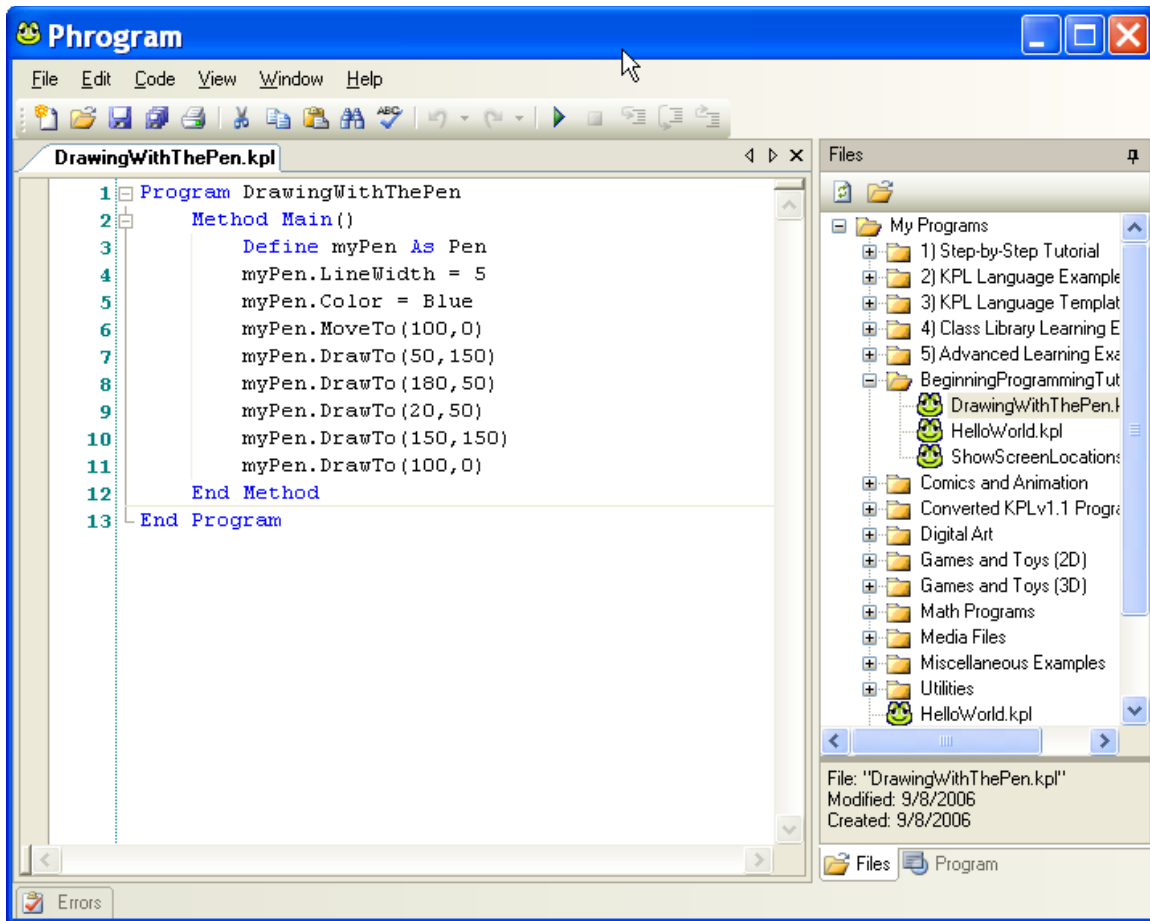 Phrogram
File Edit Code View Window Help
ABC
DrawingWithThePen.kpl
1 Program DrawingWithThePen
2 Method Main()
3 Define myPen As Pen
4 myPen.LineWidth = 5
5 myPen.Color = Blue
6 myPen.MoveTo(100,0)
7 myPen.DrawTo(50,150)
8 myPen.DrawTo(180,50)
9 myPen.DrawTo(20,50)
10 myPen.DrawTo(150,150)
11 myPen.DrawTo(100,0)
12 End Method
13 End Program
Files
My Programs
1) Step-by-Step Tutorial
2) KPL Language Example
3) KPL Language Templat
4) Class Library Learning E
5) Advanced Learning Exa
BeginningProgrammingTut
DrawingWithThePen.k
HelloWorld.kpl
ShowScreenLocations
Comics and Animation
Converted KPLv1.1 Progra
Digital Art
Games and Toys (2D)
Games and Toys (3D)
Math Programs
Media Files
Miscellaneous Examples
Utilities
HelloWorld.kpl
File: "DrawingWithThePen.kpl"
Modified: 9/8/2006
Created: 9/8/2006
Files Program
Errors